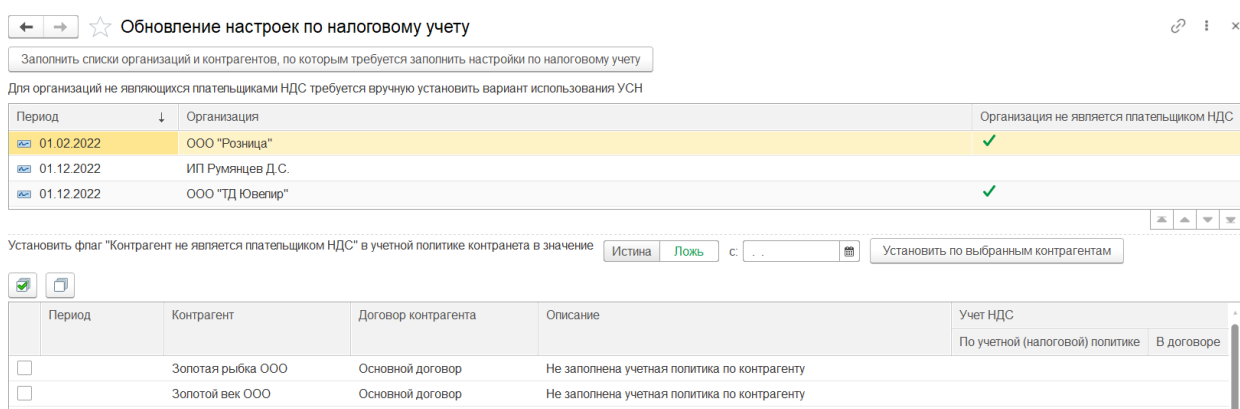 Обновление настроек по налоговому учету
Заполнить списки организаций и контрагентов, по которым требуется заполнить настройки по налоговому учету
Для организаций не являющихся плательщиками НДС требуется вручную установить вариант использования УСН
Период ↓ Организация Организация не является плательщиком НДС
01.02.2022 ООО "Розница"
01.12.2022 ИП Румянцев Д.С.
01.12.2022 ООО "ТД Ювелир"
Установить флаг "Контрагент не является плательщиком НДС" в учетной политике контранета в значение Истина Ложь с: . . Установить по выбранным контрагентам
Период Контрагент Договор контрагента Описание Учет НДС
По учетной (налоговой) политике В договоре
Золотая рыбка ООО Основной договор Не заполнена учетная политика по контрагенту
Золотой век ООО Основной договор Не заполнена учетная политика по контрагенту